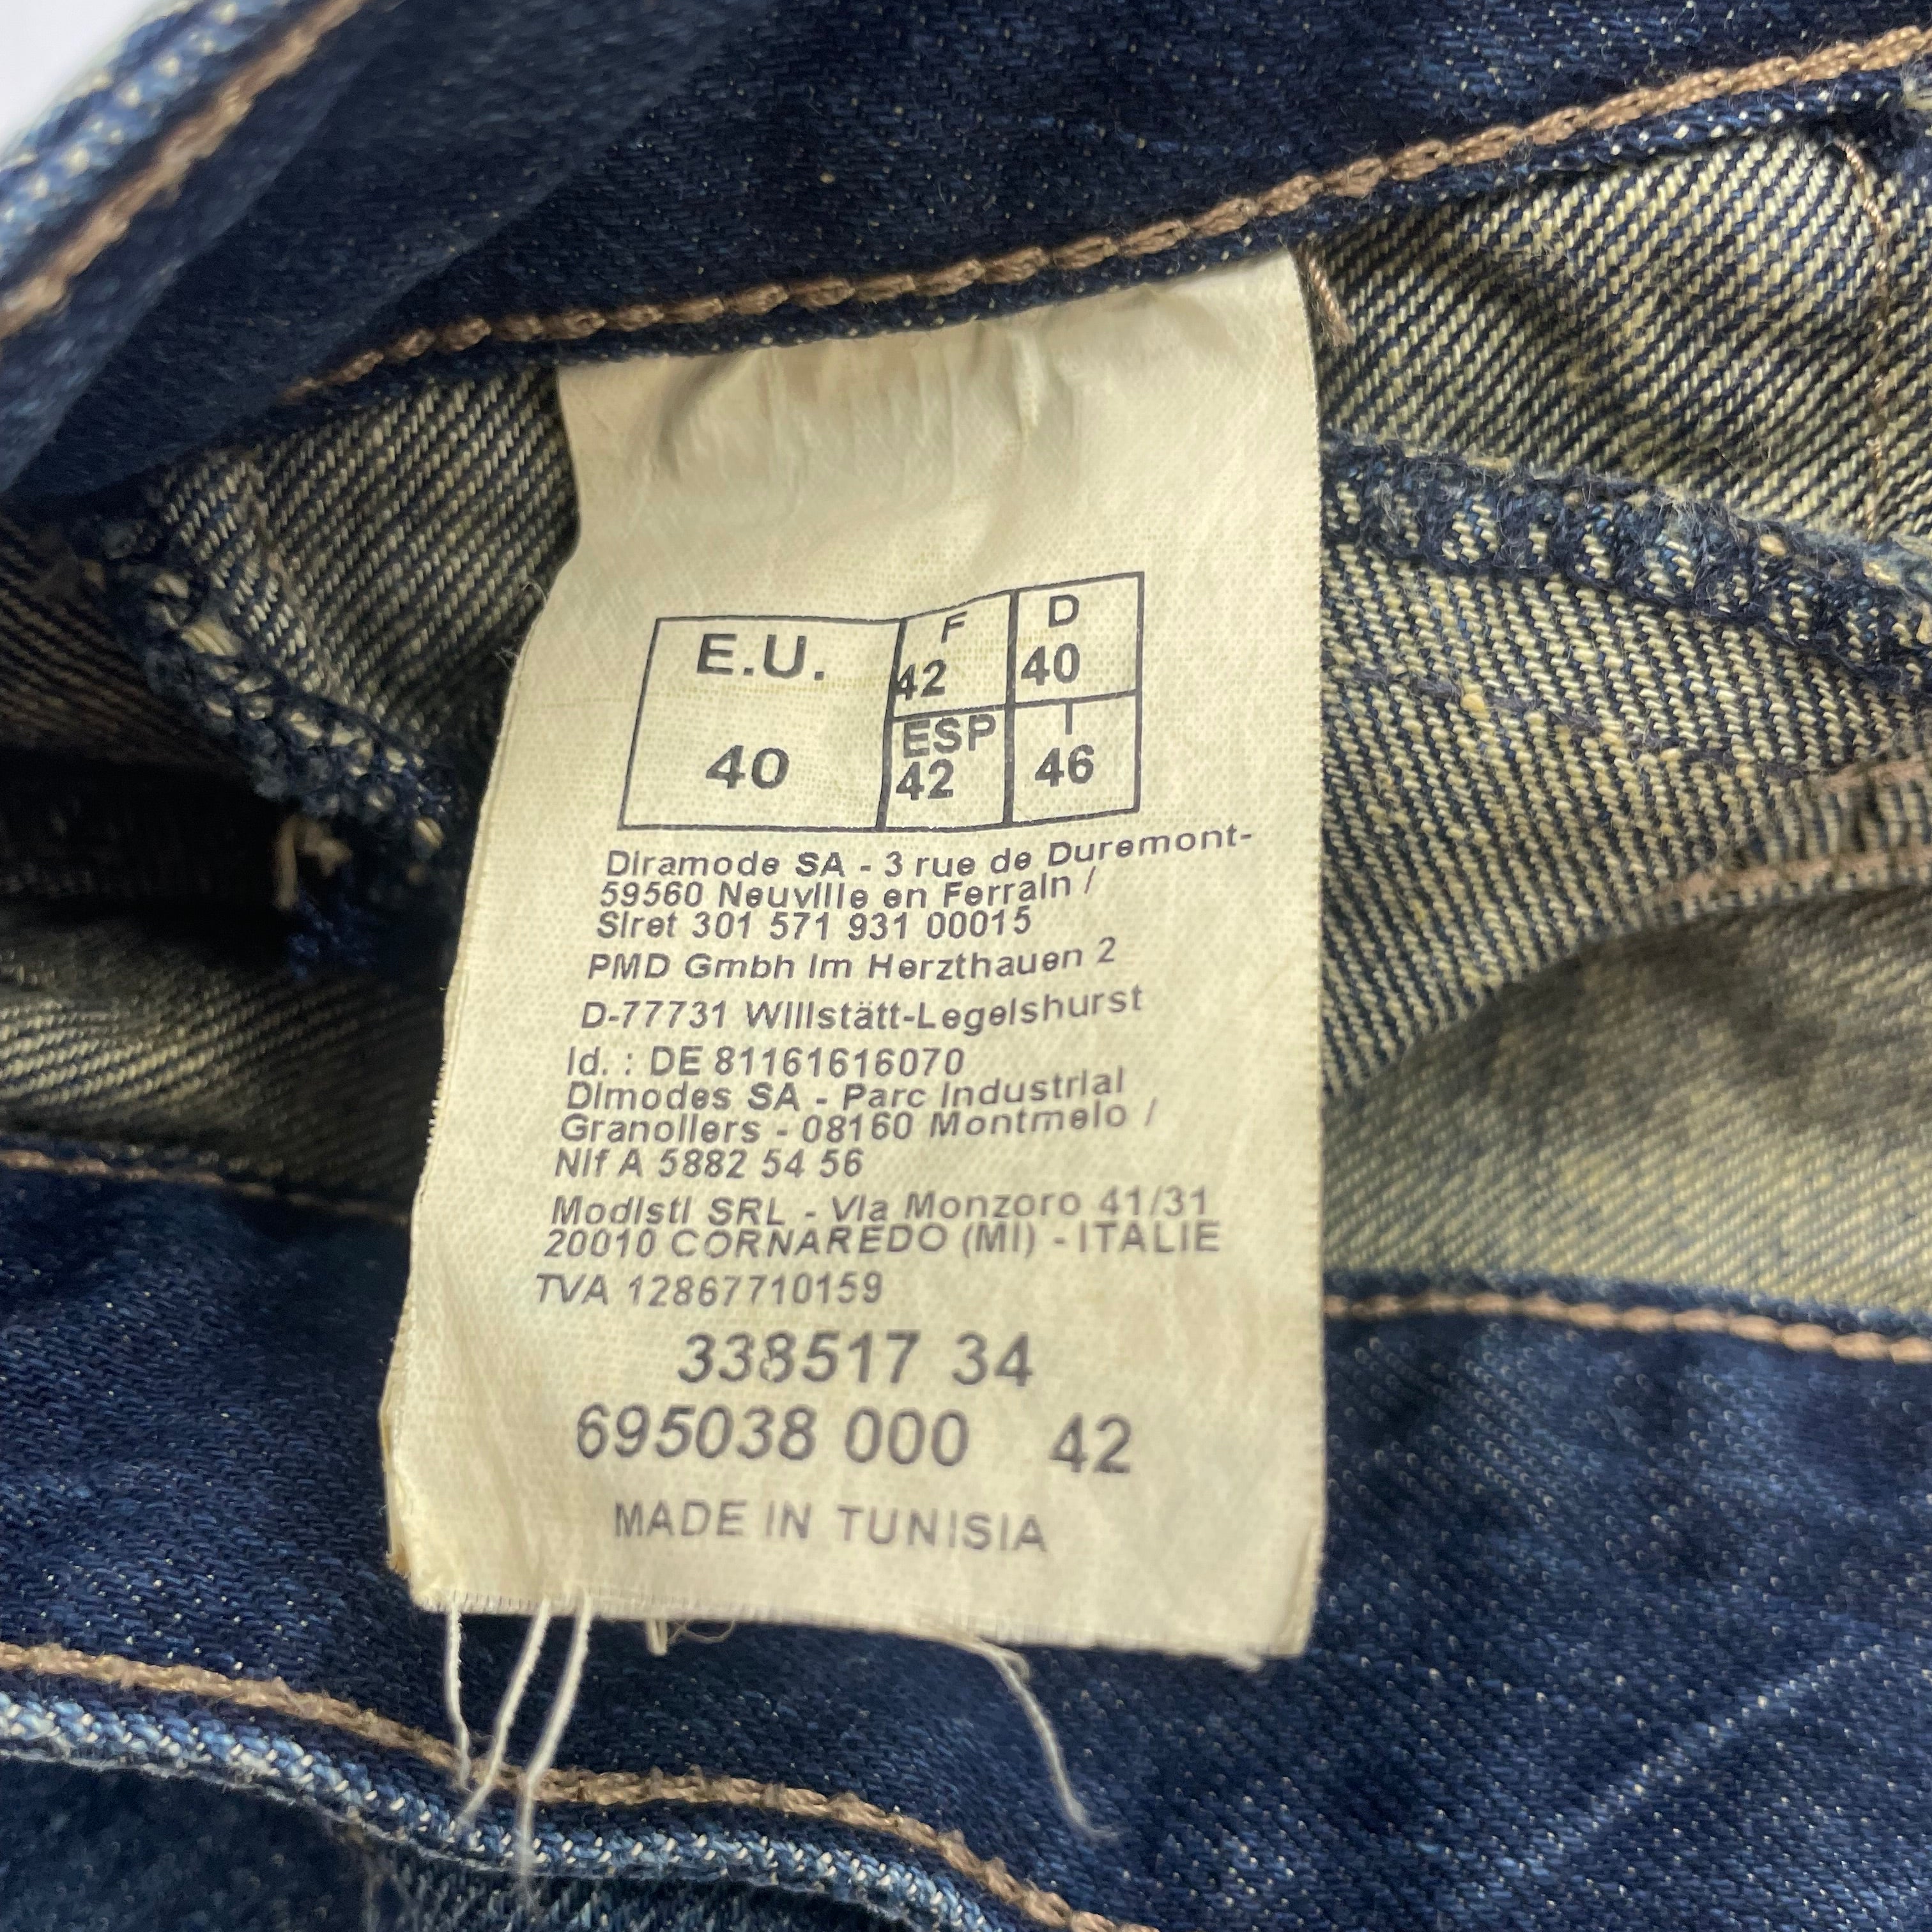 E.U.
40
F
42
D
40
ESP
42
I
46
Diramode SA - 3 rue de Duremont-
59560 Neuville en Ferrain /
Siret 301 571 931 00015
PMD Gmbh Im Herzthauen 2
D-77731 Willstätt-Legelshurst
Id. : DE 81161616070
Dimodes SA - Parc Industrial
Granollers - 08160 Montmelo /
Nif A 5882 54 56
Modisti SRL - Via Monzoro 41/31
20010 CORNAREDO (MI) - ITALIE
TVA 12867710159
338517 34
695038 000 42
MADE IN TUNISIA